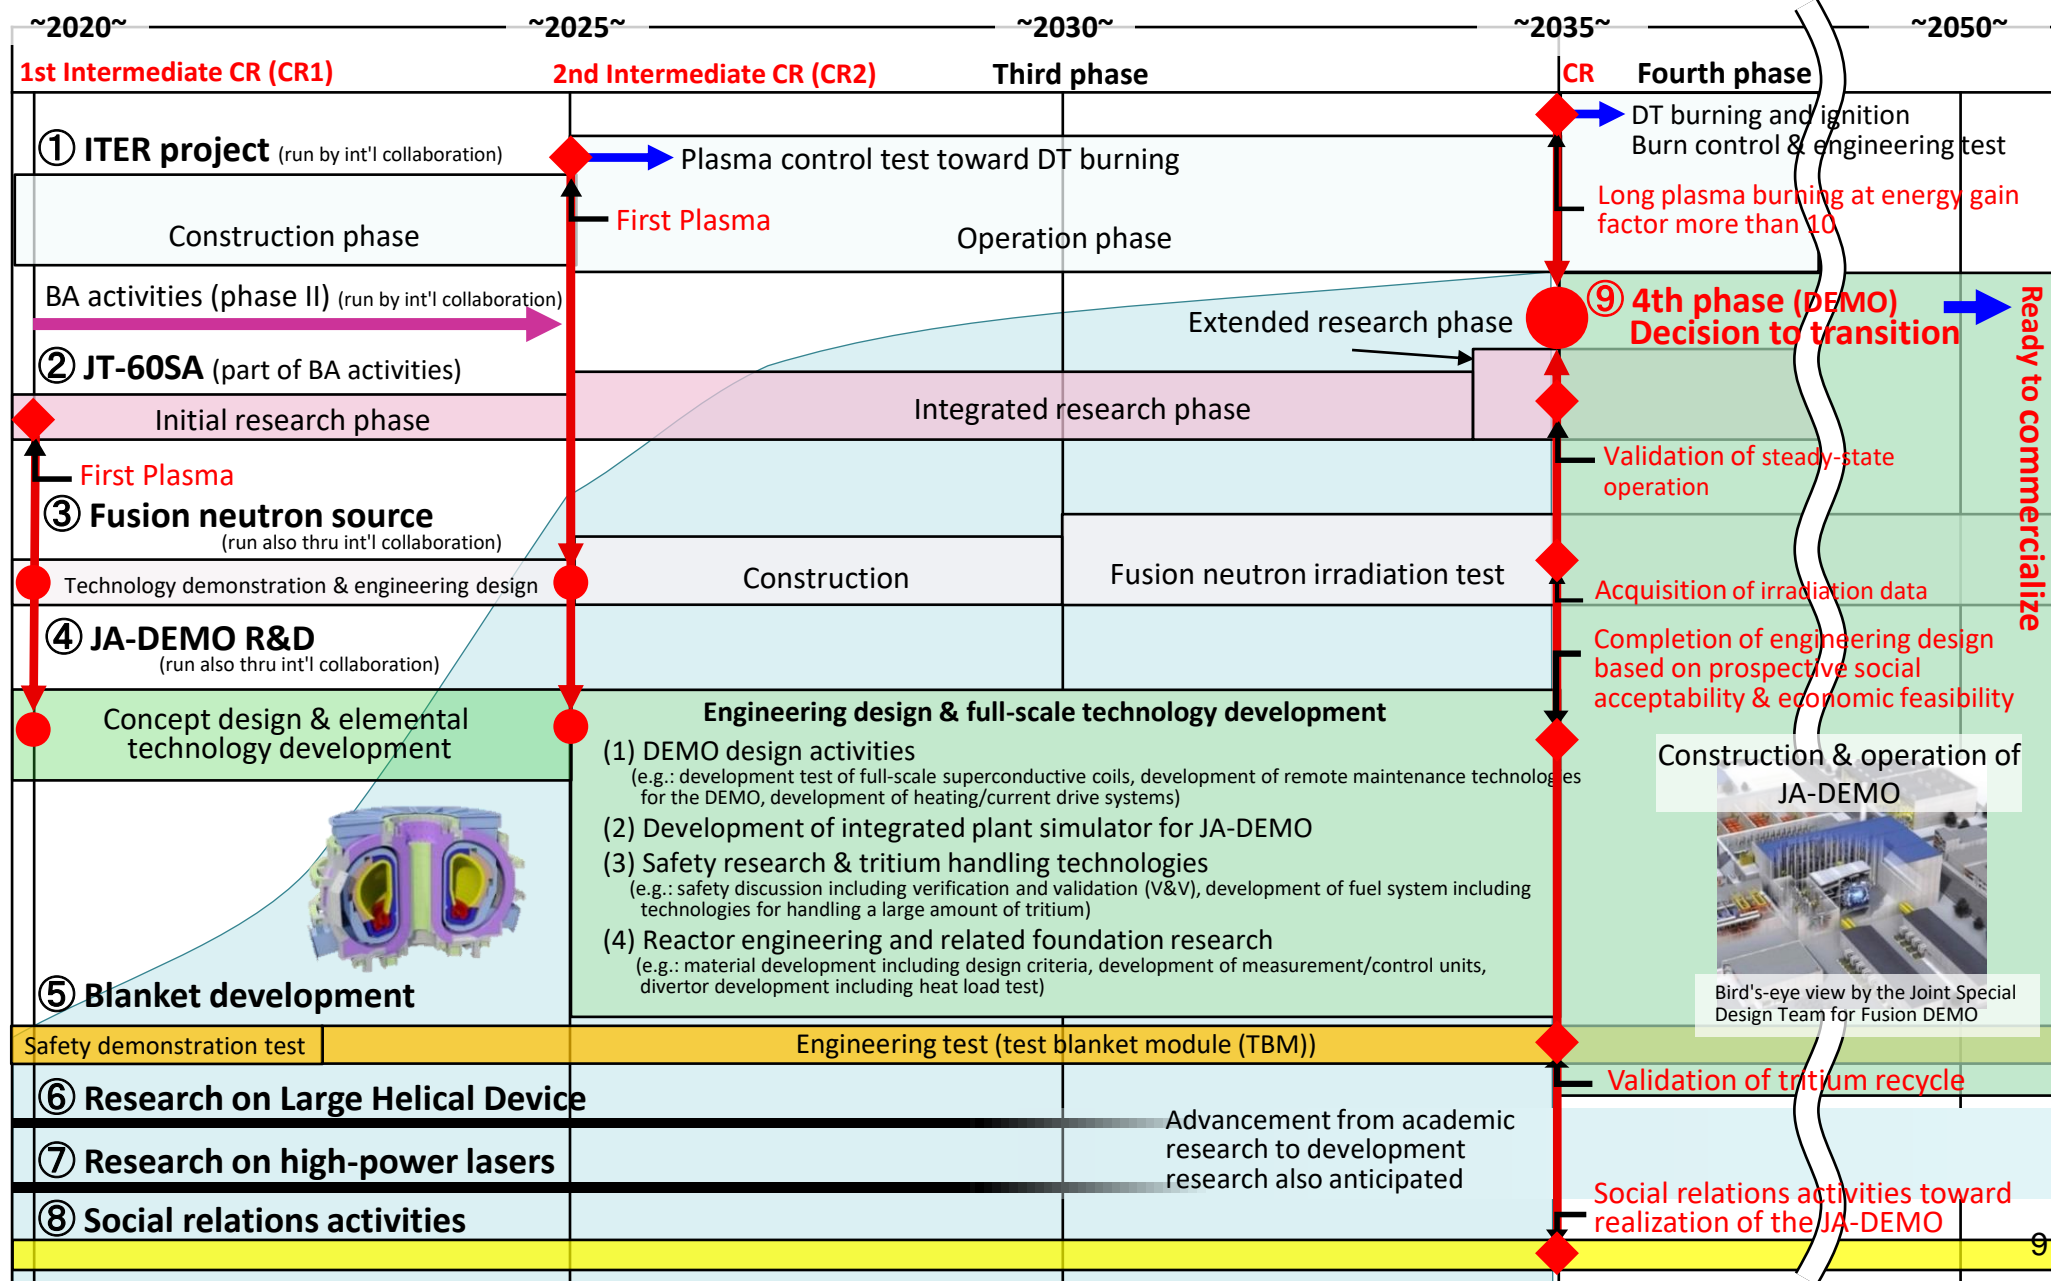 ~2020~
~2025~
~2030~
~2035~
~2050~
1st Intermediate CR (CR1)
2nd Intermediate CR (CR2)
Third phase
CR
Fourth phase
① ITER project (run by int'l collaboration)
Plasma control test toward DT burning
DT burning and ignition
Burn control & engineering test
Construction phase
First Plasma
Operation phase
Long plasma burning at energy gain
factor more than 10
BA activities (phase II) (run by int'l collaboration)
Extended research phase
⑨ 4th phase (DEMO)
Decision to transition
Ready to commercialize
② JT-60SA (part of BA activities)
Initial research phase
Integrated research phase
First Plasma
Validation of steady-state
operation
③ Fusion neutron source
(run also thru int'l collaboration)
Technology demonstration & engineering design
Construction
Fusion neutron irradiation test
Acquisition of irradiation data
④ JA-DEMO R&D
(run also thru int'l collaboration)
Completion of engineering design
based on prospective social
acceptability & economic feasibility
Concept design & elemental
technology development
Engineering design & full-scale technology development
(1) DEMO design activities
(e.g.: development test of full-scale superconductive coils, development of remote maintenance technologies
for the DEMO, development of heating/current drive systems)
(2) Development of integrated plant simulator for JA-DEMO
(3) Safety research & tritium handling technologies
(e.g.: safety discussion including verification and validation (V&V), development of fuel system including
technologies for handling a large amount of tritium)
(4) Reactor engineering and related foundation research
(e.g.: material development including design criteria, development of measurement/control units,
divertor development including heat load test)
Construction & operation of
JA-DEMO
Bird's-eye view by the Joint Special
Design Team for Fusion DEMO
⑤ Blanket development
Safety demonstration test
Engineering test (test blanket module (TBM))
Validation of tritium recycle
⑥ Research on Large Helical Device
Advancement from academic
research to development
research also anticipated
⑦ Research on high-power lasers
⑧ Social relations activities
Social relations activities toward
realization of the JA-DEMO
9